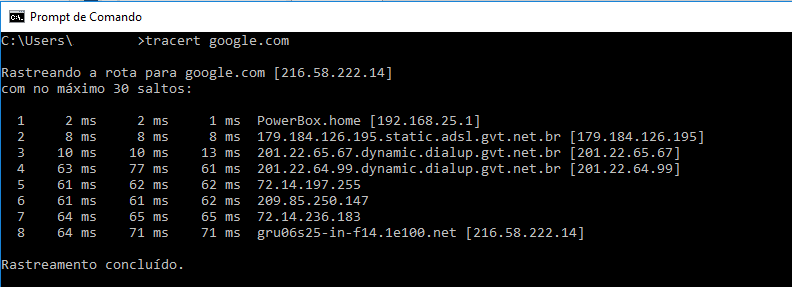 Prompt de Comando
C:\Users\ >tracert google.com
Rastreando a rota para google.com [216.58.222.14]
com no máximo 30 saltos:
1 2 ms 2 ms 1 ms PowerBox.home [192.168.25.1]
2 8 ms 8 ms 8 ms 179.184.126.195.static.adsl.gvt.net.br [179.184.126.195]
3 10 ms 10 ms 13 ms 201.22.65.67.dynamic.dialup.gvt.net.br [201.22.65.67]
4 63 ms 77 ms 61 ms 201.22.64.99.dynamic.dialup.gvt.net.br [201.22.64.99]
5 61 ms 62 ms 62 ms 72.14.197.255
6 61 ms 61 ms 62 ms 209.85.250.147
7 64 ms 65 ms 65 ms 72.14.236.183
8 64 ms 71 ms 71 ms gru06s25-in-f14.1e100.net [216.58.222.14]
Rastreamento concluído.